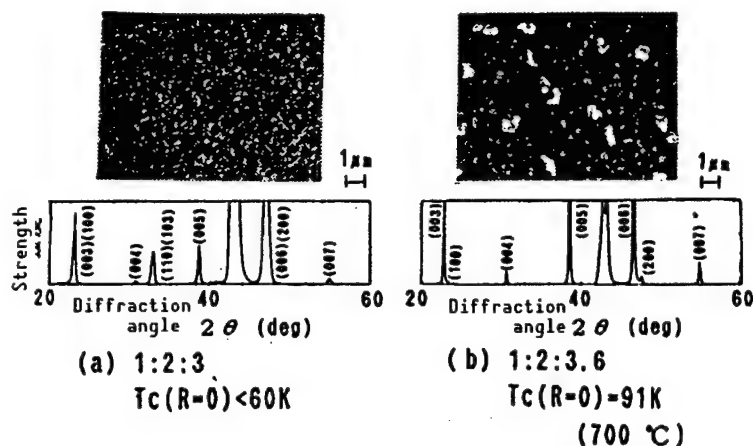 1μm
1μm
Strength
(003)(100)
(004)
(110)(103)
(005)
(006)(200)
(007)
20
40
60
Diffraction
angle 2θ (deg)
(003)
(100)
(004)
(005)
(006)
(200)
(007)
20
40
60
Diffraction
angle 2θ (deg)
(a) 1:2:3
Tc(R=0)<60K
(b) 1:2:3.6
Tc(R=0)=91K
(700 ℃)